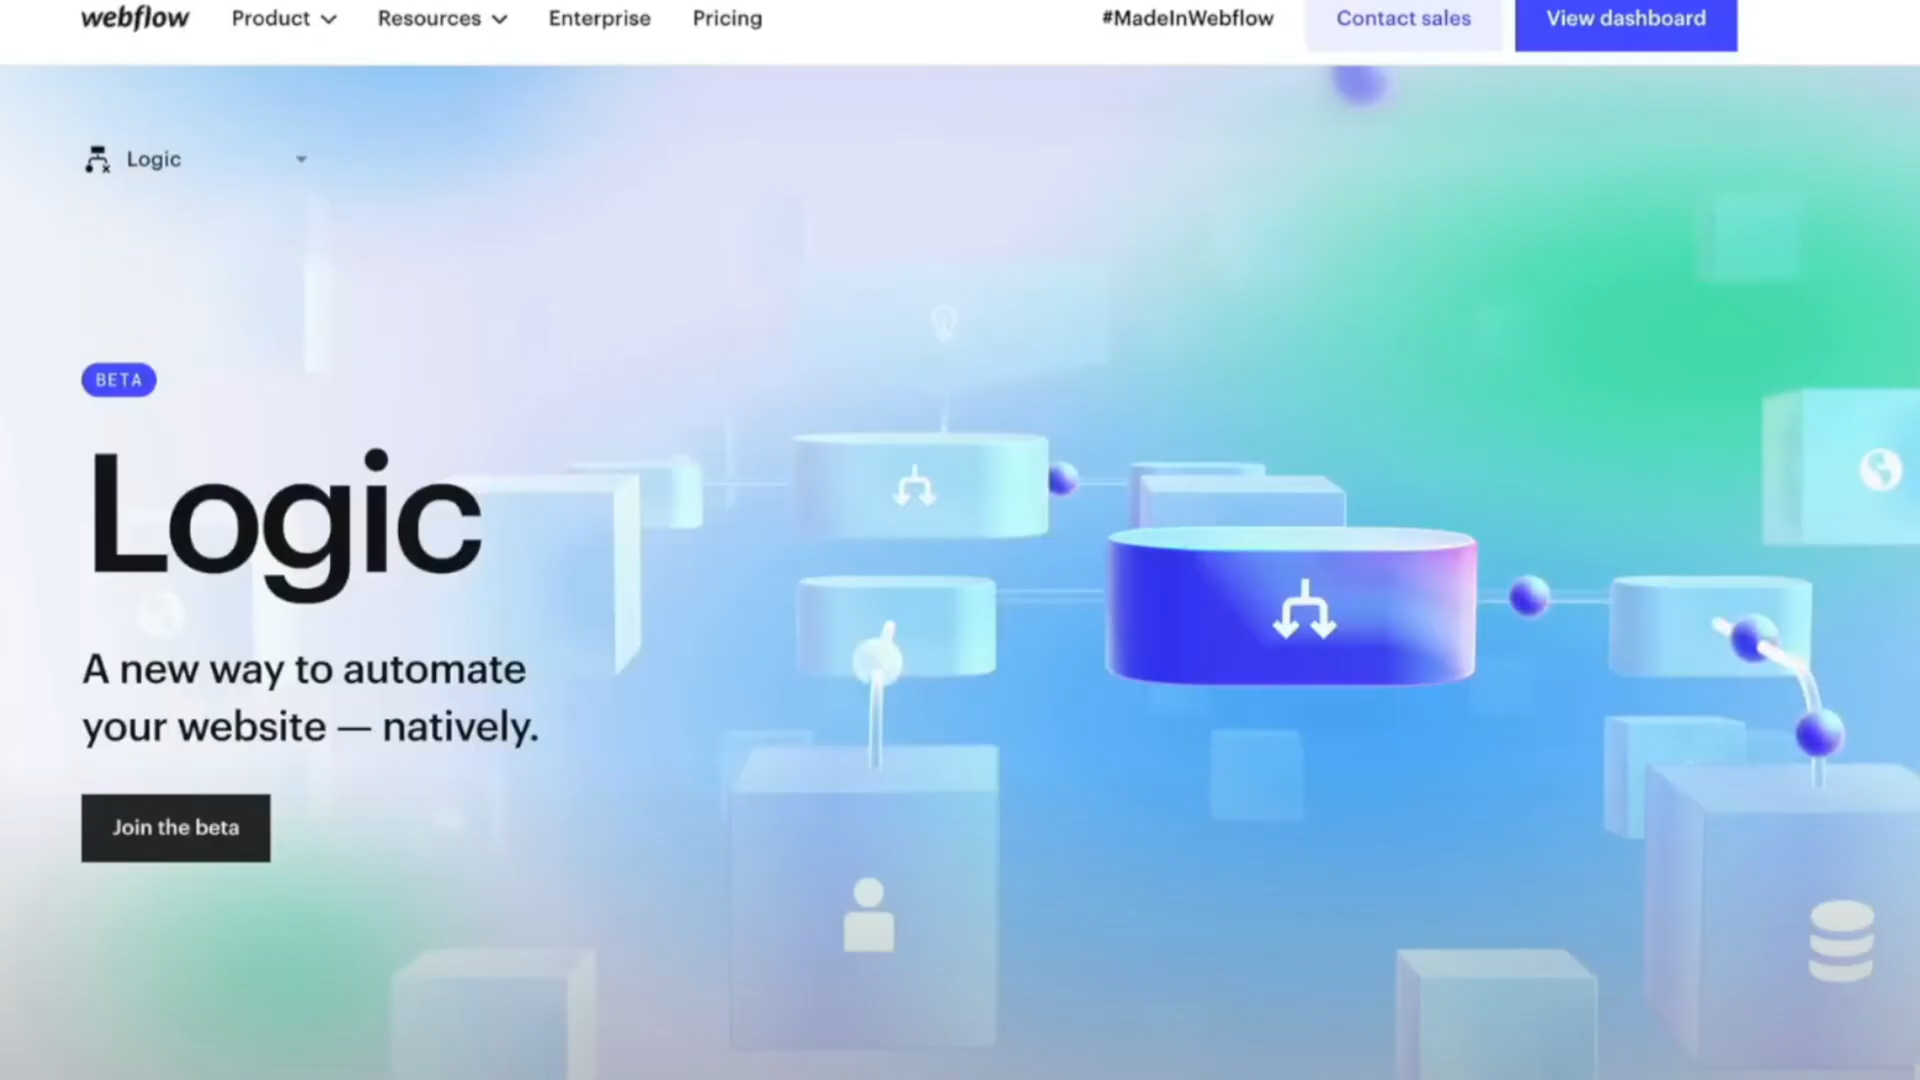 webflow Product Resources Enterprise Pricing #MadeInWebflow Contact sales View dashboard
Logic
BETA
Logic
A new way to automate
your website — natively.
Join the beta